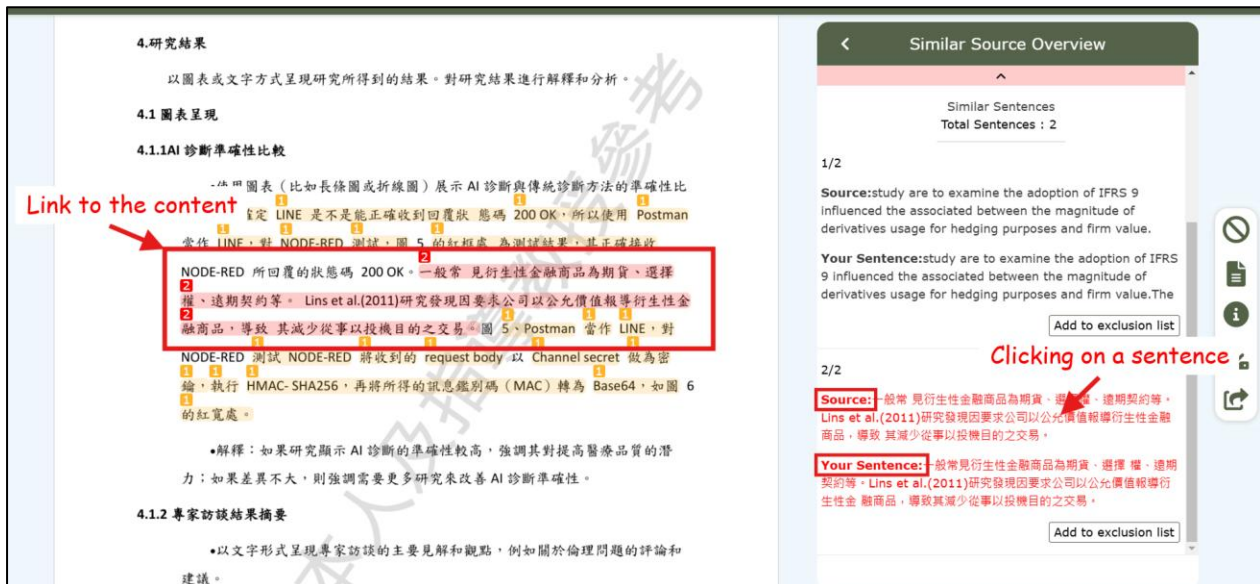 4.研究結果
以圖表或文字方式呈現研究所得到的結果。對研究結果進行解釋和分析。
4.1 圖表呈現
4.1.1AI 診斷準確性比較
圖表（比如長條圖或折線圖）展示 AI 診斷與傳統診斷方法的準確性比
Link to the content
定 LINE 是不是能正確收到回覆狀 態碼 200 OK，所以使用 Postman
當作 LINE，對 NODE-RED 測試，圖 5 的紅框處 為測試結果，其正確接收
NODE-RED 所回覆的狀態碼 200 OK。一般常 見衍生性金融商品為期貨、選擇
權、遠期契約等。 Lins et al.(2011)研究發現因要求公司以公允價值報導衍生性金
融商品，導致 其減少從事以投機目的之交易。圖 5、Postman 當作 LINE，對
NODE-RED 測試 NODE-RED 將收到的 request body 以 Channel secret 做為密
鑰，執行 HMAC- SHA256，再將所得的訊息鑑別碼（MAC）轉為 Base64，如圖 6
的紅寬處。
•解釋：如果研究顯示 AI 診斷的準確性較高，強調其對提高醫療品質的潛
力；如果差異不大，則強調需要更多研究來改善 AI 診斷準確性。
4.1.2 專家訪談結果摘要
•以文字形式呈現專家訪談的主要見解和觀點，例如關於倫理問題的評論和
建議。
本人及指導教授參考
Similar Source Overview
Similar Sentences
Total Sentences : 2
1/2
Source:study are to examine the adoption of IFRS 9
influenced the associated between the magnitude of
derivatives usage for hedging purposes and firm value.
Your Sentence:study are to examine the adoption of IFRS
9 influenced the associated between the magnitude of
derivatives usage for hedging purposes and firm value.The
Add to exclusion list
Clicking on a sentence
2/2
Source:一般常 見衍生性金融商品為期貨、選擇 權、遠期契約等。
Lins et al.(2011)研究發現因要求公司以公允價值報導衍生性金融
商品，導致 其減少從事以投機目的之交易。
Your Sentence:一般常見衍生性金融商品為期貨、選擇 權、遠期
契約等。Lins et al.(2011)研究發現因要求公司以公允價值報導衍
生性金 融商品，導致其減少從事以投機目的之交易。
Add to exclusion list